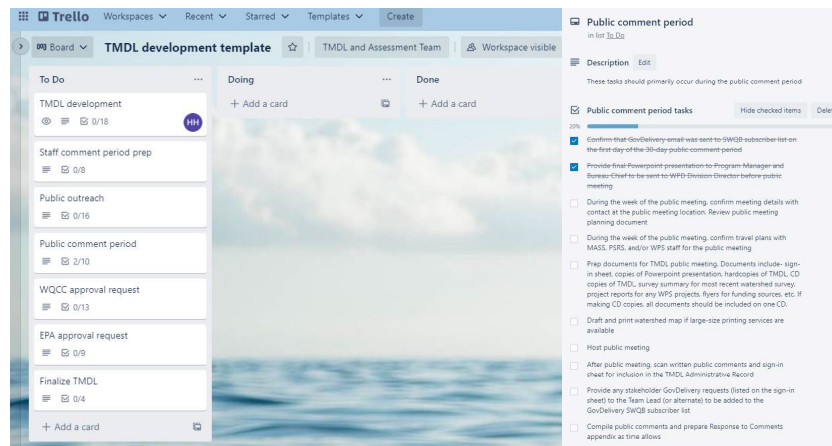 Trello Workspaces Recent Starred Templates Create
Board TMDL development template TMDL and Assessment Team Workspace visible
To Do
TMDL development
0/18 HH
Staff comment period prep
0/8
Public outreach
0/16
Public comment period
2/10
WQCC approval request
0/13
EPA approval request
0/9
Finalize TMDL
0/4
+ Add a card
Doing
+ Add a card
Done
+ Add a card
Public comment period
in list To Do
Description Edit
These tasks should primarily occur during the public comment period
Public comment period tasks Hide checked items Delet
20%
Confirm that GovDelivery email was sent to SWQB subscriber list on
the first day of the 30-day public comment period
Provide final Powerpoint presentation to Program Manager and
Bureau Chief to be sent to WPD Division Director before public
meeting
During the week of the public meeting, confirm meeting details with
contact at the public meeting location. Review public meeting
planning document
During the week of the public meeting, confirm travel plans with
MASS, PSRS, and/or WPS staff for the public meeting
Prep documents for TMDL public meeting. Documents include- sign-
in sheet, copies of Powerpoint presentation, hardcopies of TMDL, CD
copies of TMDL, survey summary for most recent watershed survey,
project reports for any WPS projects, flyers for funding sources, etc. If
making CD copies, all documents should be included on one CD.
Draft and print watershed map if large-size printing services are
available
Host public meeting
After public meeting, scan written public comments and sign-in
sheet for inclusion in the TMDL Administrative Record
Provide any stakeholder GovDelivery requests (listed on the sign-in
sheet) to the Team Lead (or alternate) to be added to the
GovDelivery SWQB subscriber list
Compile public comments and prepare Response to Comments
appendix as time allows